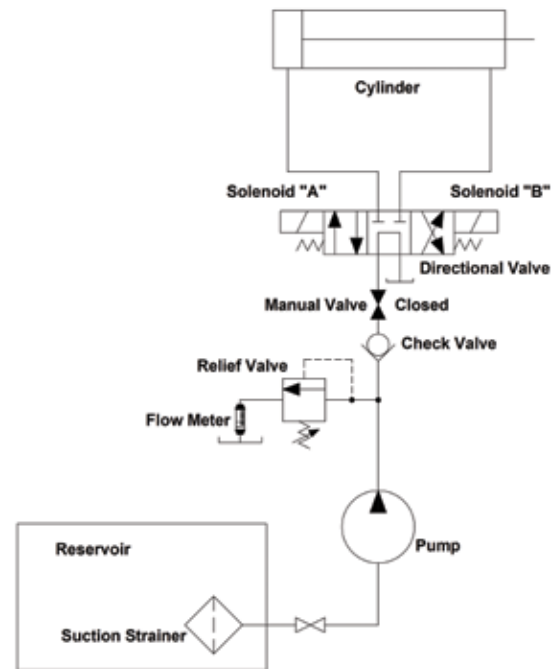 Cylinder
Solenoid "A"
Solenoid "B"
Directional Valve
Manual Valve
Closed
Check Valve
Relief Valve
Flow Meter
Pump
Reservoir
Suction Strainer